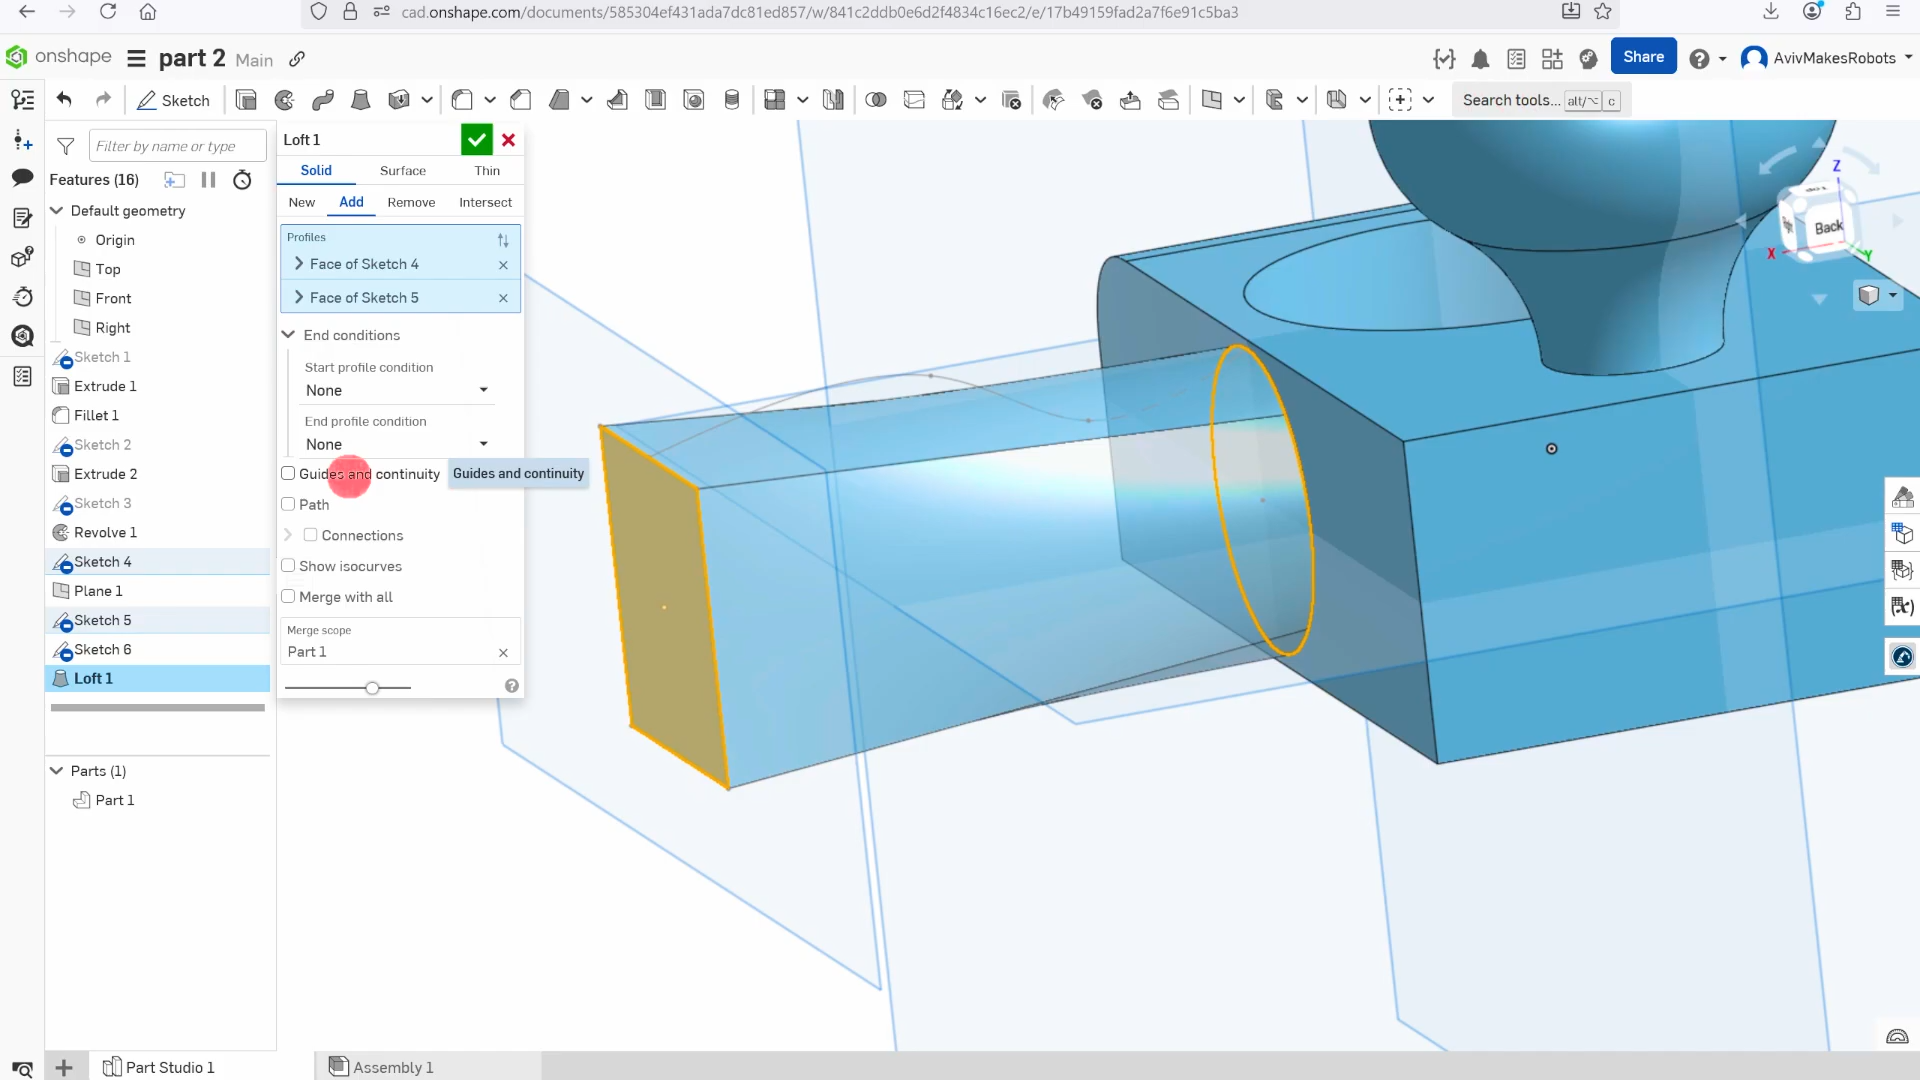 cad.onshape.com/documents/585304ef431ada7dc81ed857/w/841c2ddb0e6d2f4834c16ec2/e/17b49159fad2a7f6e91c5ba3
onshape part 2 Main Share AvivMakesRobots
Sketch Search tools... alt/⌥ c
Filter by name or type
Features (16)
Default geometry
Origin
Top
Front
Right
Sketch 1
Extrude 1
Fillet 1
Sketch 2
Extrude 2
Sketch 3
Revolve 1
Sketch 4
Plane 1
Sketch 5
Sketch 6
Loft 1
Parts (1)
Part 1
Loft 1
Solid Surface Thin
New Add Remove Intersect
Profiles
Face of Sketch 4
Face of Sketch 5
End conditions
Start profile condition
None
End profile condition
None
Guides and continuity
Guides and continuity
Path
Connections
Show isocurves
Merge with all
Merge scope
Part 1
Z
Top
Back
X
Y
Part Studio 1
Assembly 1